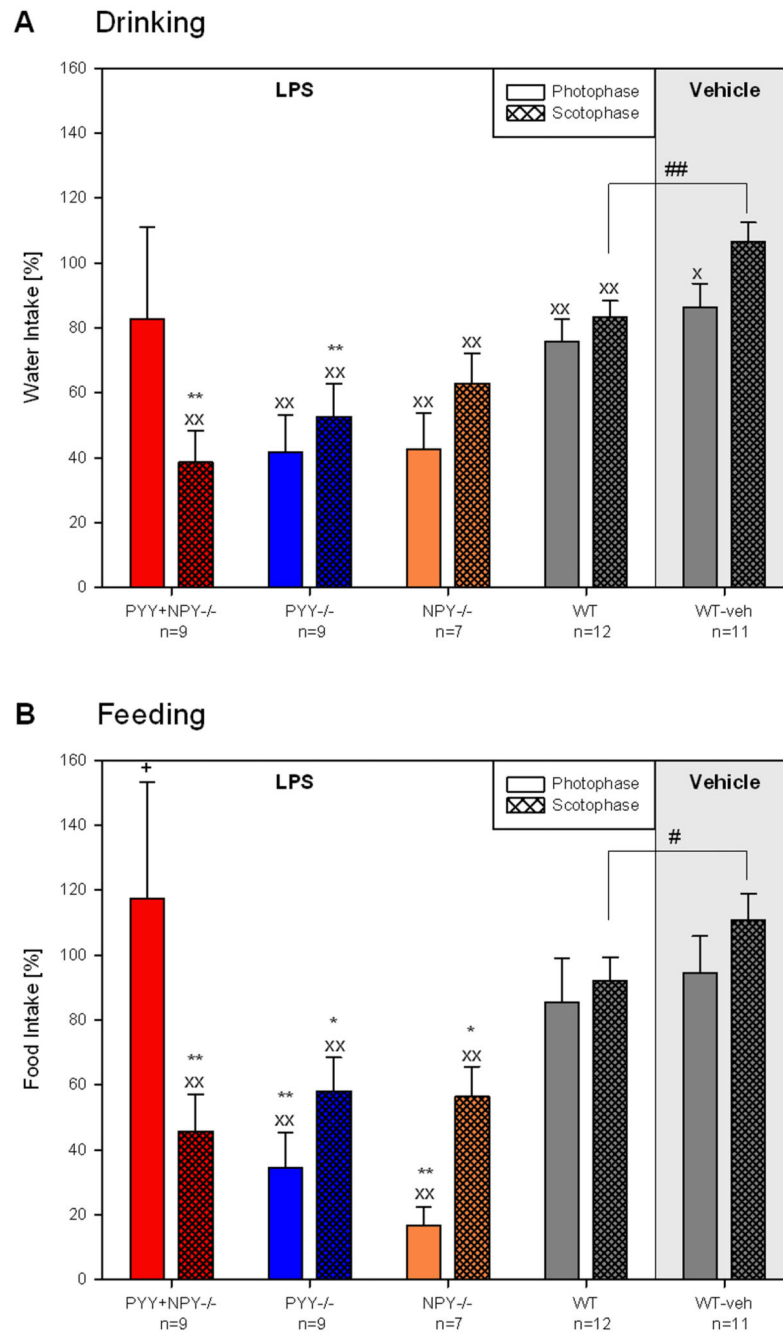 A Drinking
160
140
120
100
80
60
40
20
0
Water Intake [%]
LPS
Photophase
Scotophase
Vehicle
##
** 
xx
xx
**
xx
xx
xx
xx
xx
x
PYY+NPY-/- PYY-/- NPY-/- WT WT-veh
n=9 n=9 n=7 n=12 n=11
B Feeding
160
140
120
100
80
60
40
20
0
Food Intake [%]
LPS
Photophase
Scotophase
Vehicle
+
#
**
xx
**
xx
*
xx
**
xx
*
xx
PYY+NPY-/- PYY-/- NPY-/- WT WT-veh
n=9 n=9 n=7 n=12 n=11